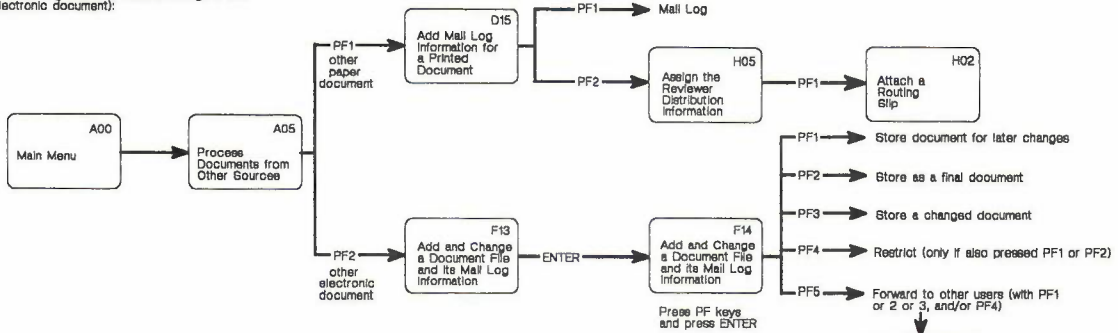 lectronic document):
D15
Add Mail Log
Information for
a Printed
Document
PF1
Mail Log
PF1
other
paper
document
PF2
H05
Assign the
Reviewer
Distribution
Information
PF1
H02
Attach a
Routing
Slip
A00
Main Menu
A05
Process
Documents from
Other Sources
PF1
Store document for later changes
PF2
Store as a final document
PF3
Store a changed document
PF4
Restrict (only if also pressed PF1 or PF2)
PF5
Forward to other users (with PF1
or 2 or 3, and/or PF4)
PF2
other
electronic
document
F13
Add and Change
a Document File
and its Mail Log
Information
ENTER
F14
Add and Change
a Document File
and its Mail Log
Information
Press PF keys
and press ENTER